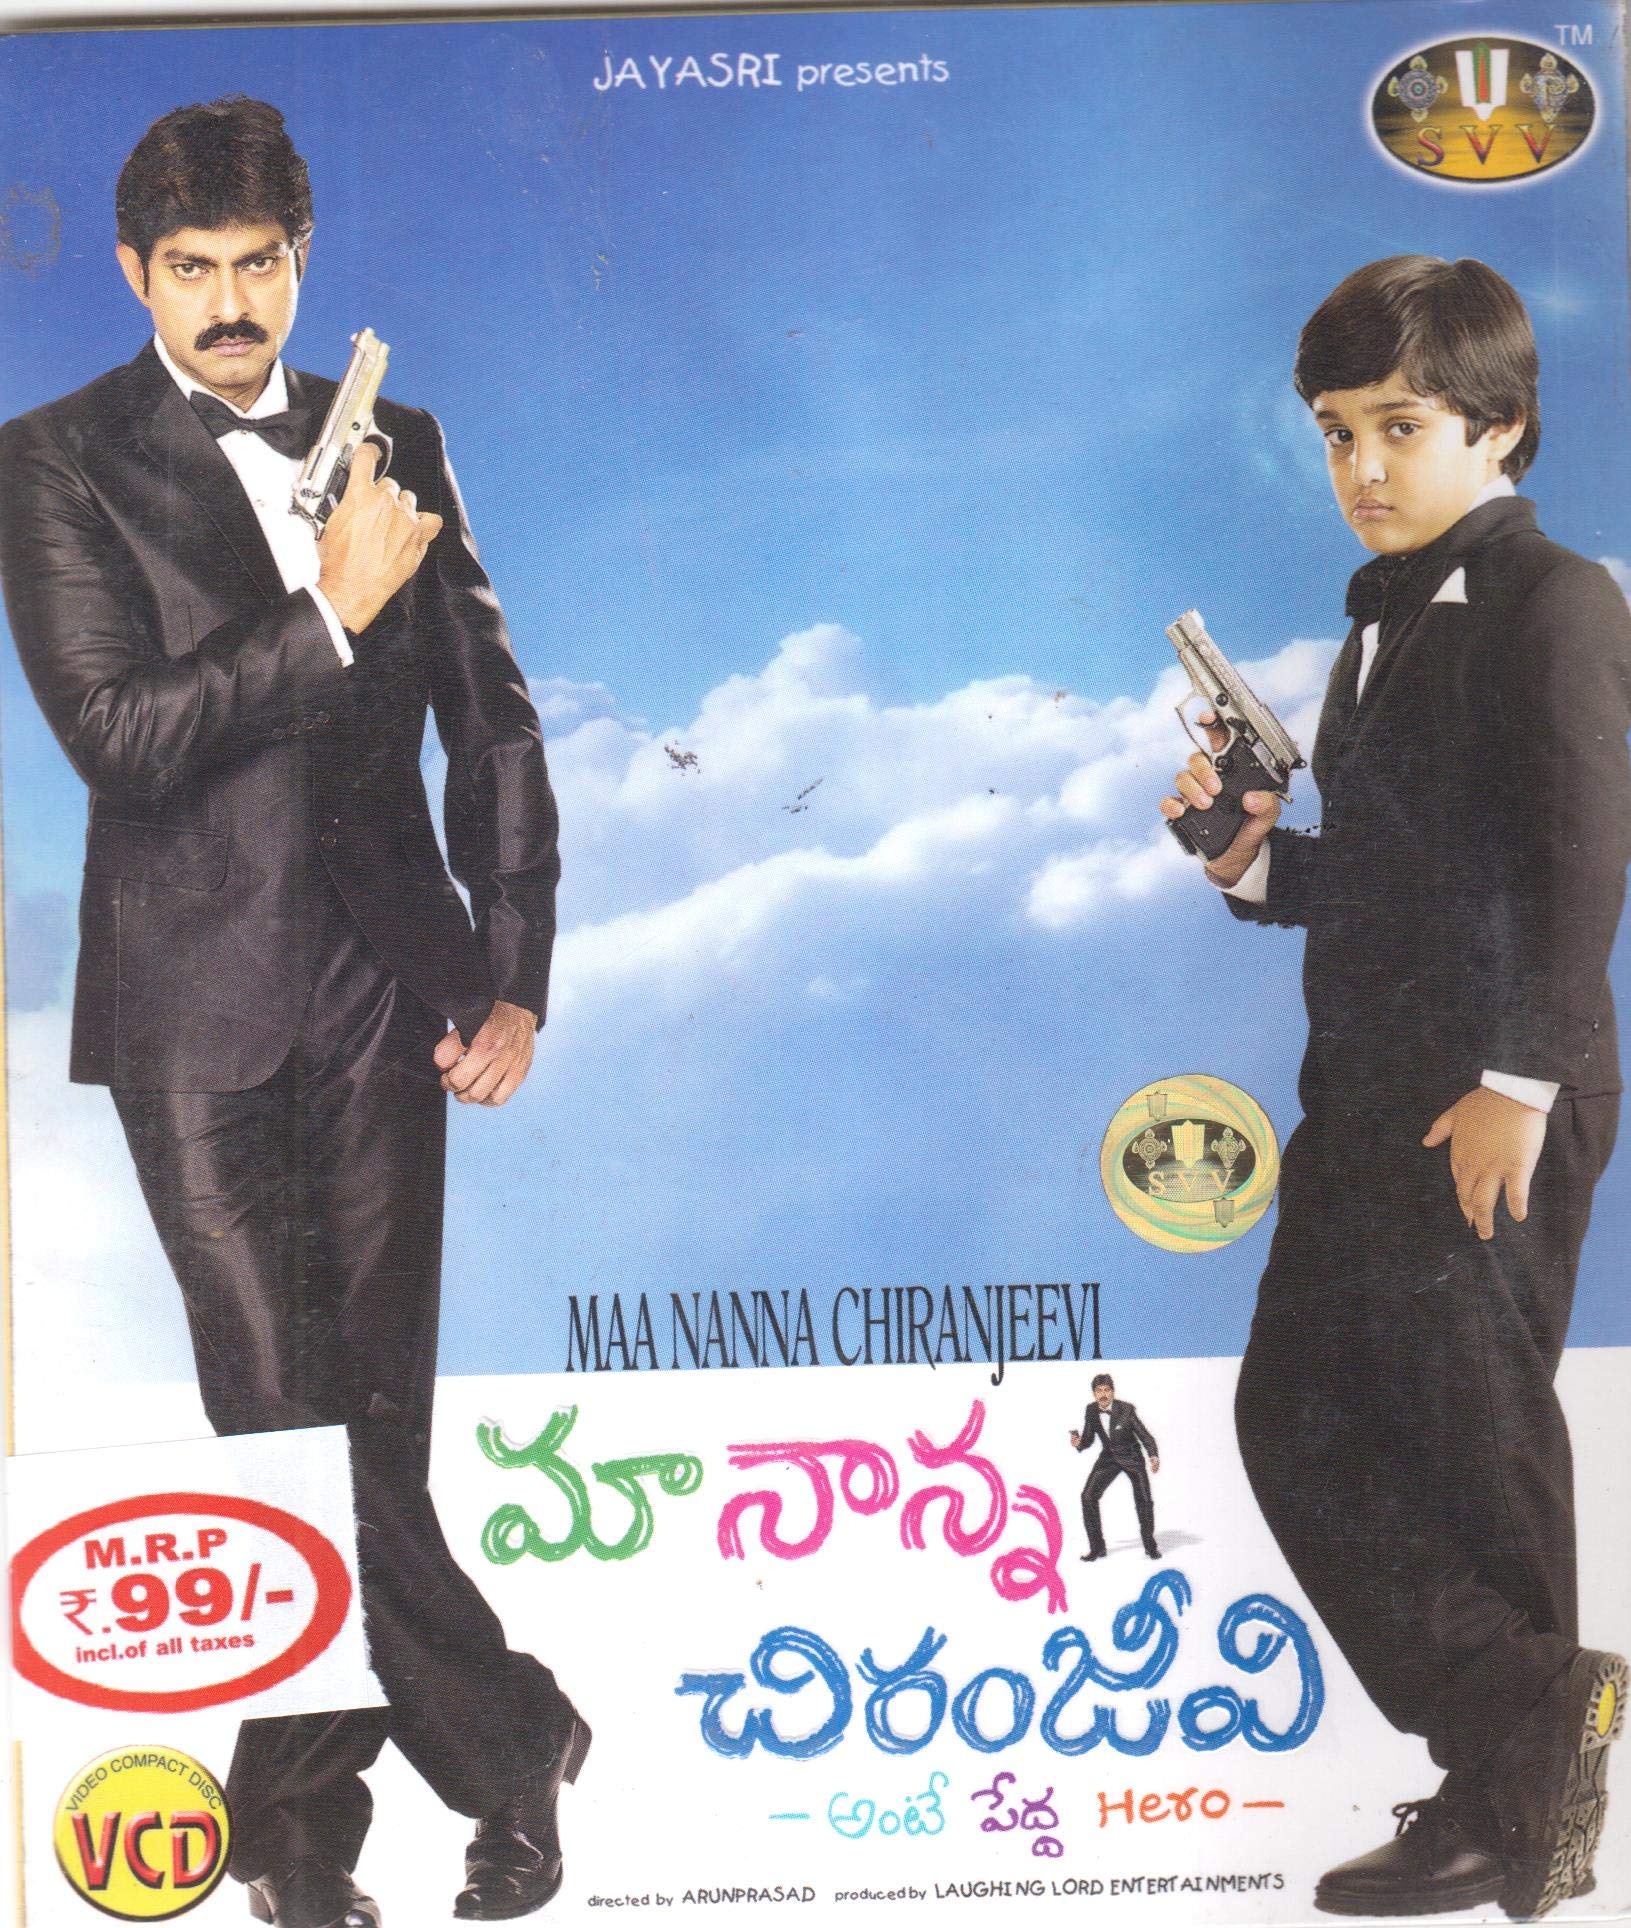 JAYASRI presents
TM
SVV
SVV
MAA NANNA CHIRANJEEVI
మా నాన్న
చిరంజీవి
– అంటే పెద్ద Hero –
M.R.P
₹.99/-
incl.of all taxes
VIDEO COMPACT DISC
VCD
directed by ARUNPRASAD produced by LAUGHING LORD ENTERTAINMENTS